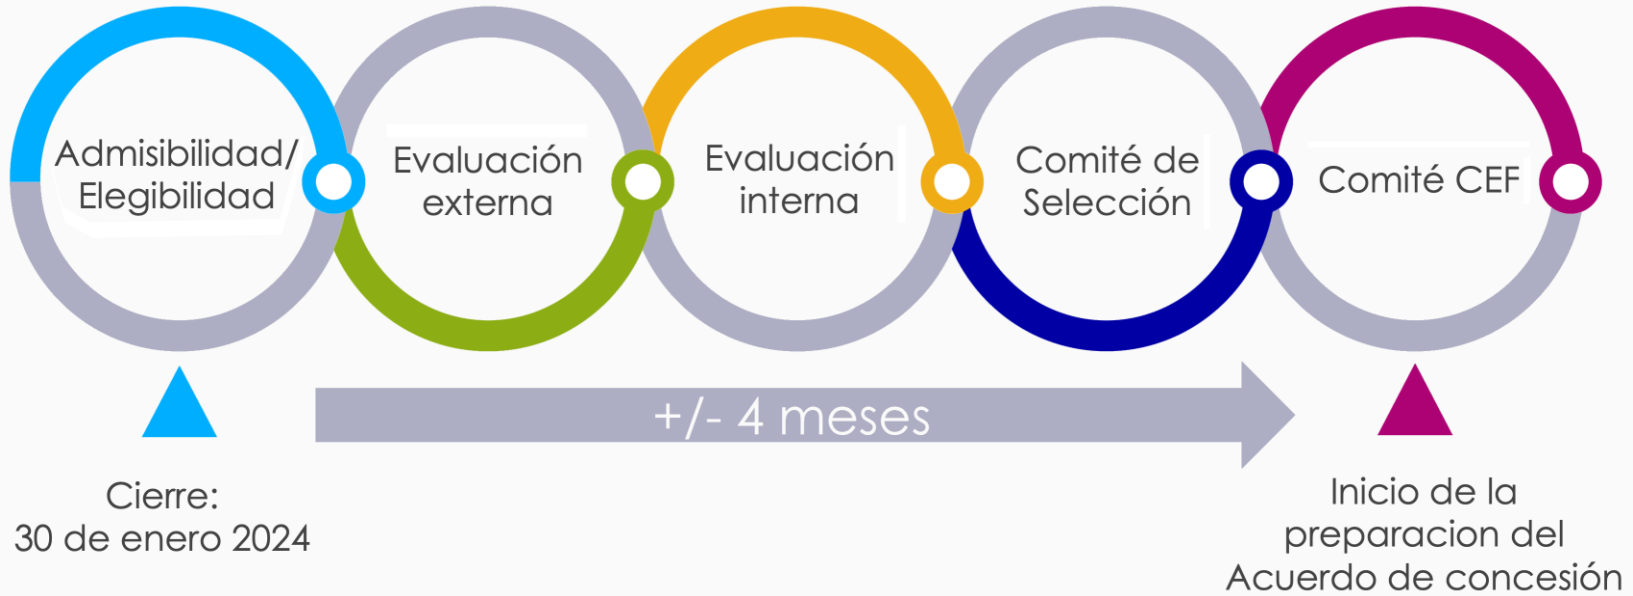 Admisibilidad/
Elegibilidad
Evaluación
externa
Evaluación
interna
Comité de
Selección
Comité CEF
+/- 4 meses
Cierre:
30 de enero 2024
Inicio de la
preparacion del
Acuerdo de concesión